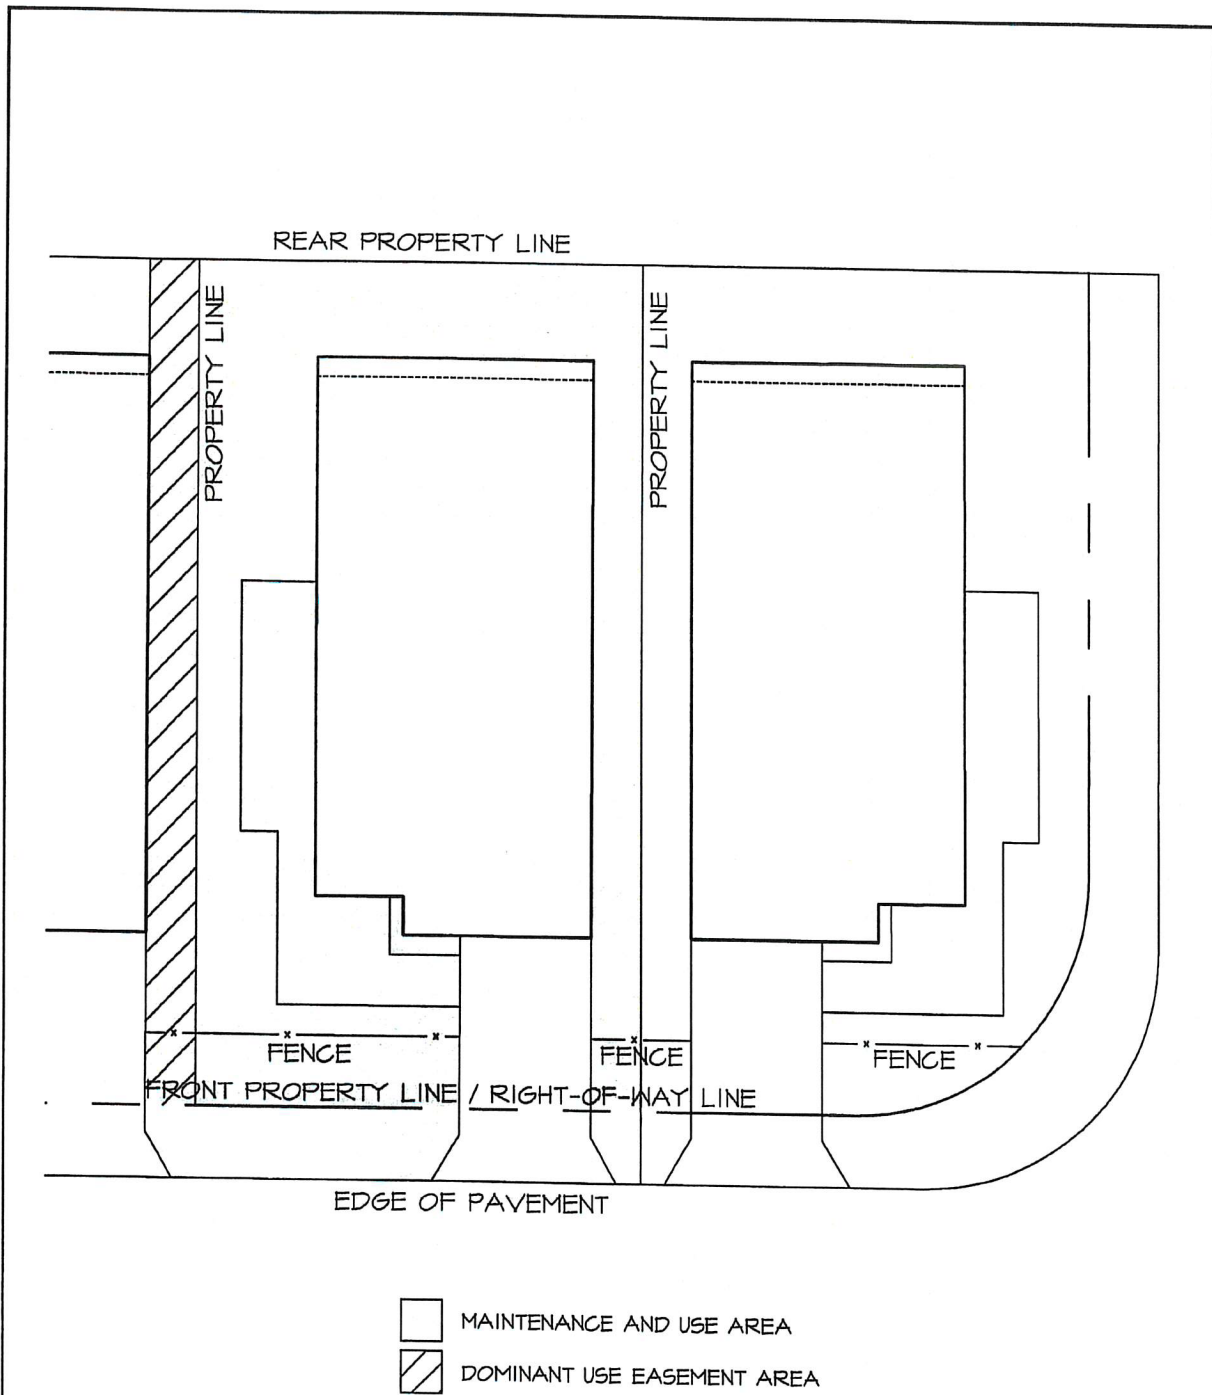 REAR PROPERTY LINE
PROPERTY LINE
PROPERTY LINE
FENCE
FENCE
FENCE
FRONT PROPERTY LINE / RIGHT-OF-WAY LINE
EDGE OF PAVEMENT
MAINTENANCE AND USE AREA
DOMINANT USE EASEMENT AREA